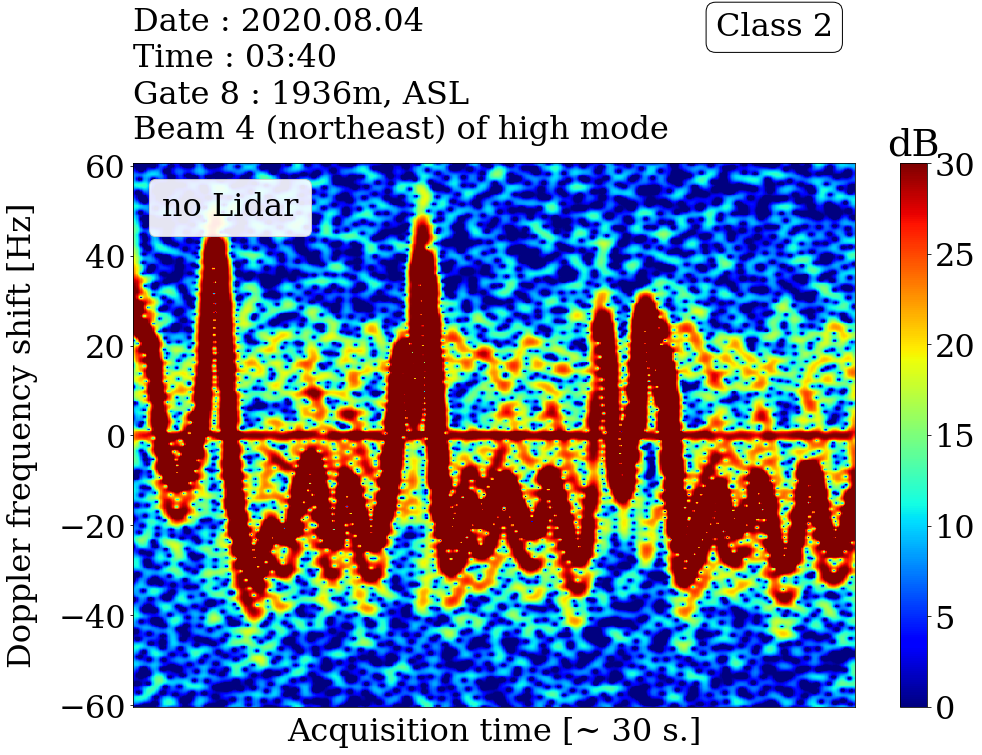 Date : 2020.08.04
Time : 03:40
Gate 8 : 1936m, ASL
Beam 4 (northeast) of high mode
Class 2
dB
no Lidar
60
40
20
0
−20
−40
−60
Doppler frequency shift [Hz]
Acquisition time [~ 30 s.]
30
25
20
15
10
5
0